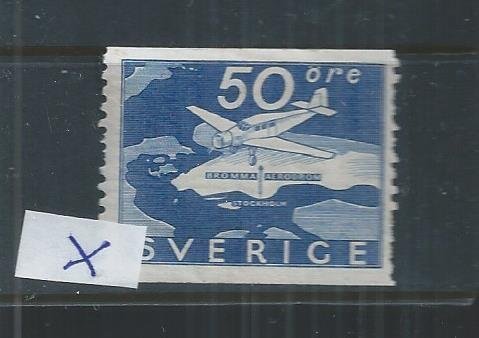 50 öre
BROMMA AERODROM
STOCKHOLM
X SVERIGE